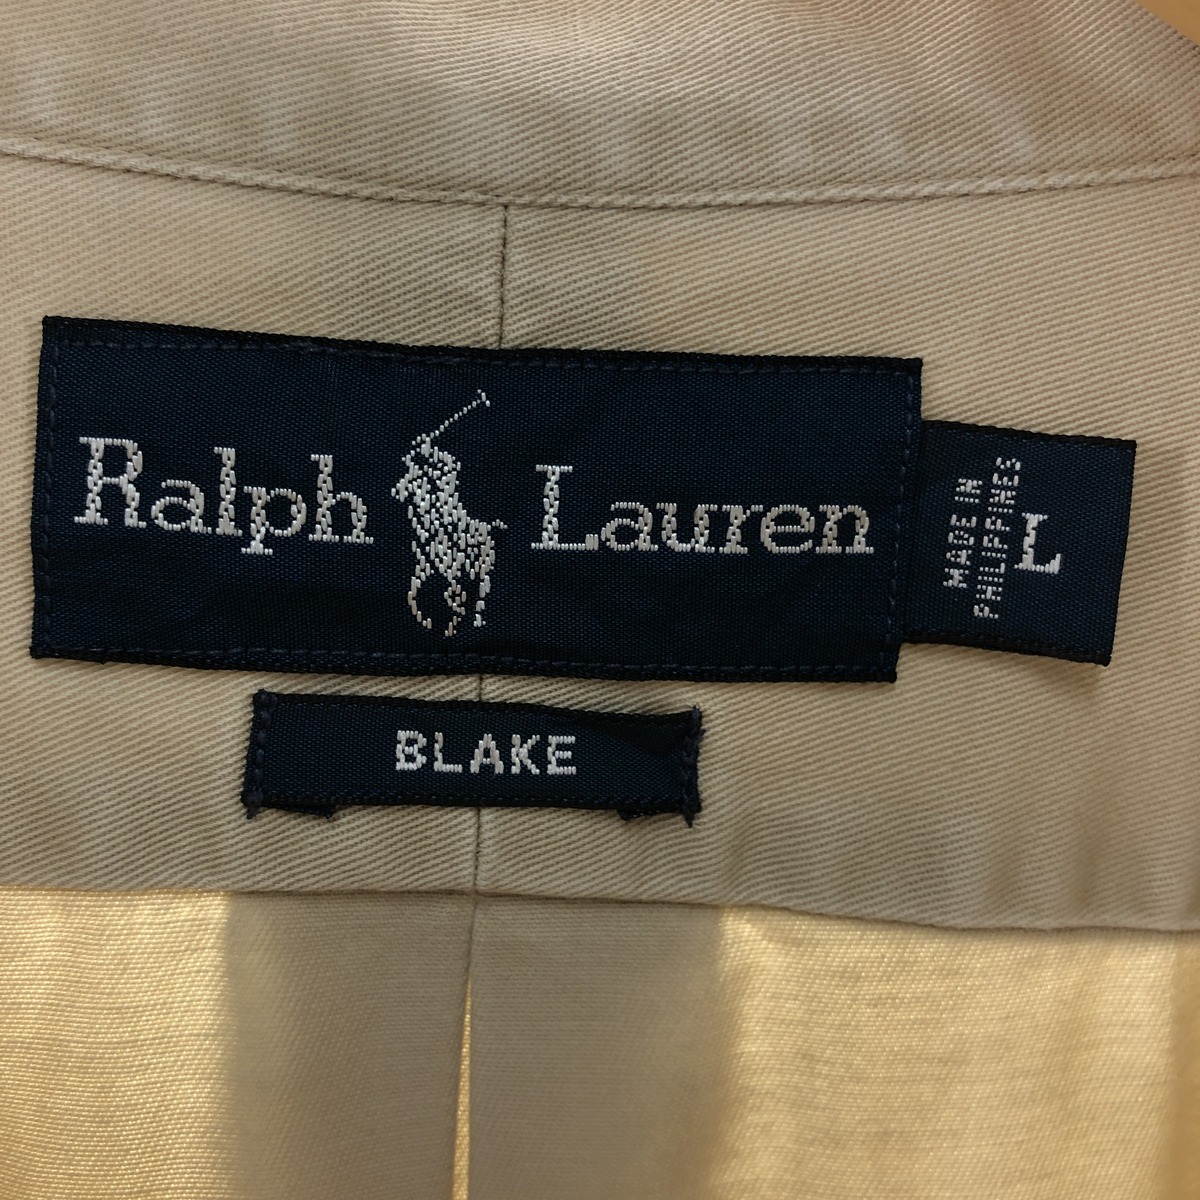 Ralph Lauren
MADE IN
PHILIPPINES
L
BLAKE